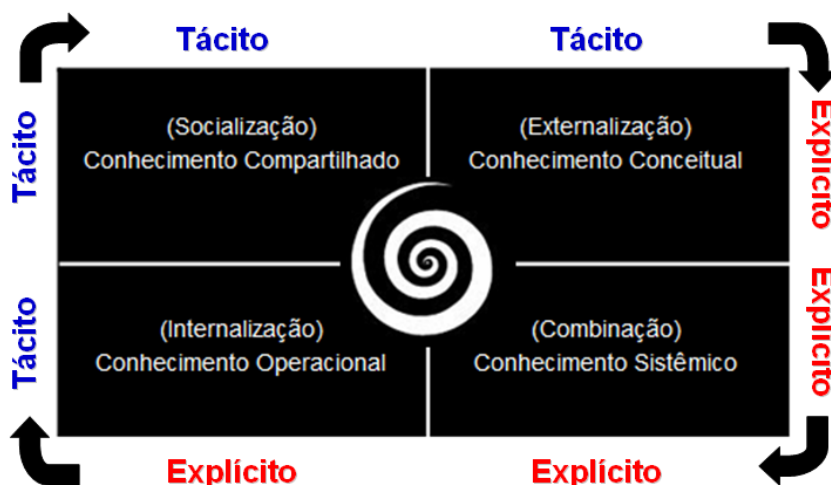 Tácito
Tácito
Tácito
(Socialização)
Conhecimento Compartilhado
(Externalização)
Conhecimento Conceitual
Explícito
Tácito
(Internalização)
Conhecimento Operacional
(Combinação)
Conhecimento Sistêmico
Explícito
Explícito
Explícito